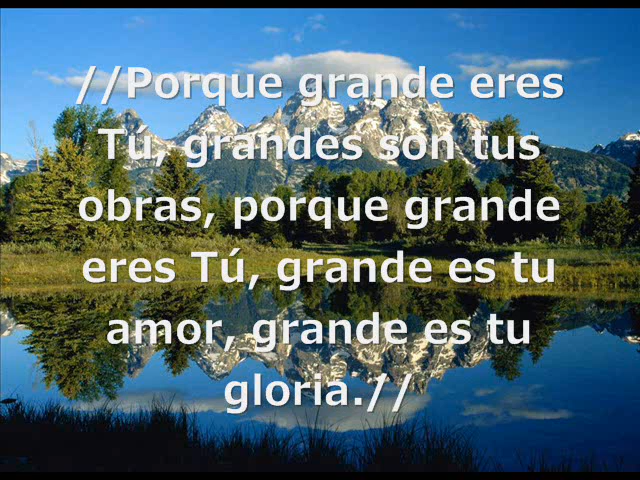 //Porque grande eres
Tú, grandes son tus
obras, porque grande
eres Tú, grande es tu
amor, grande es tu
gloria.//